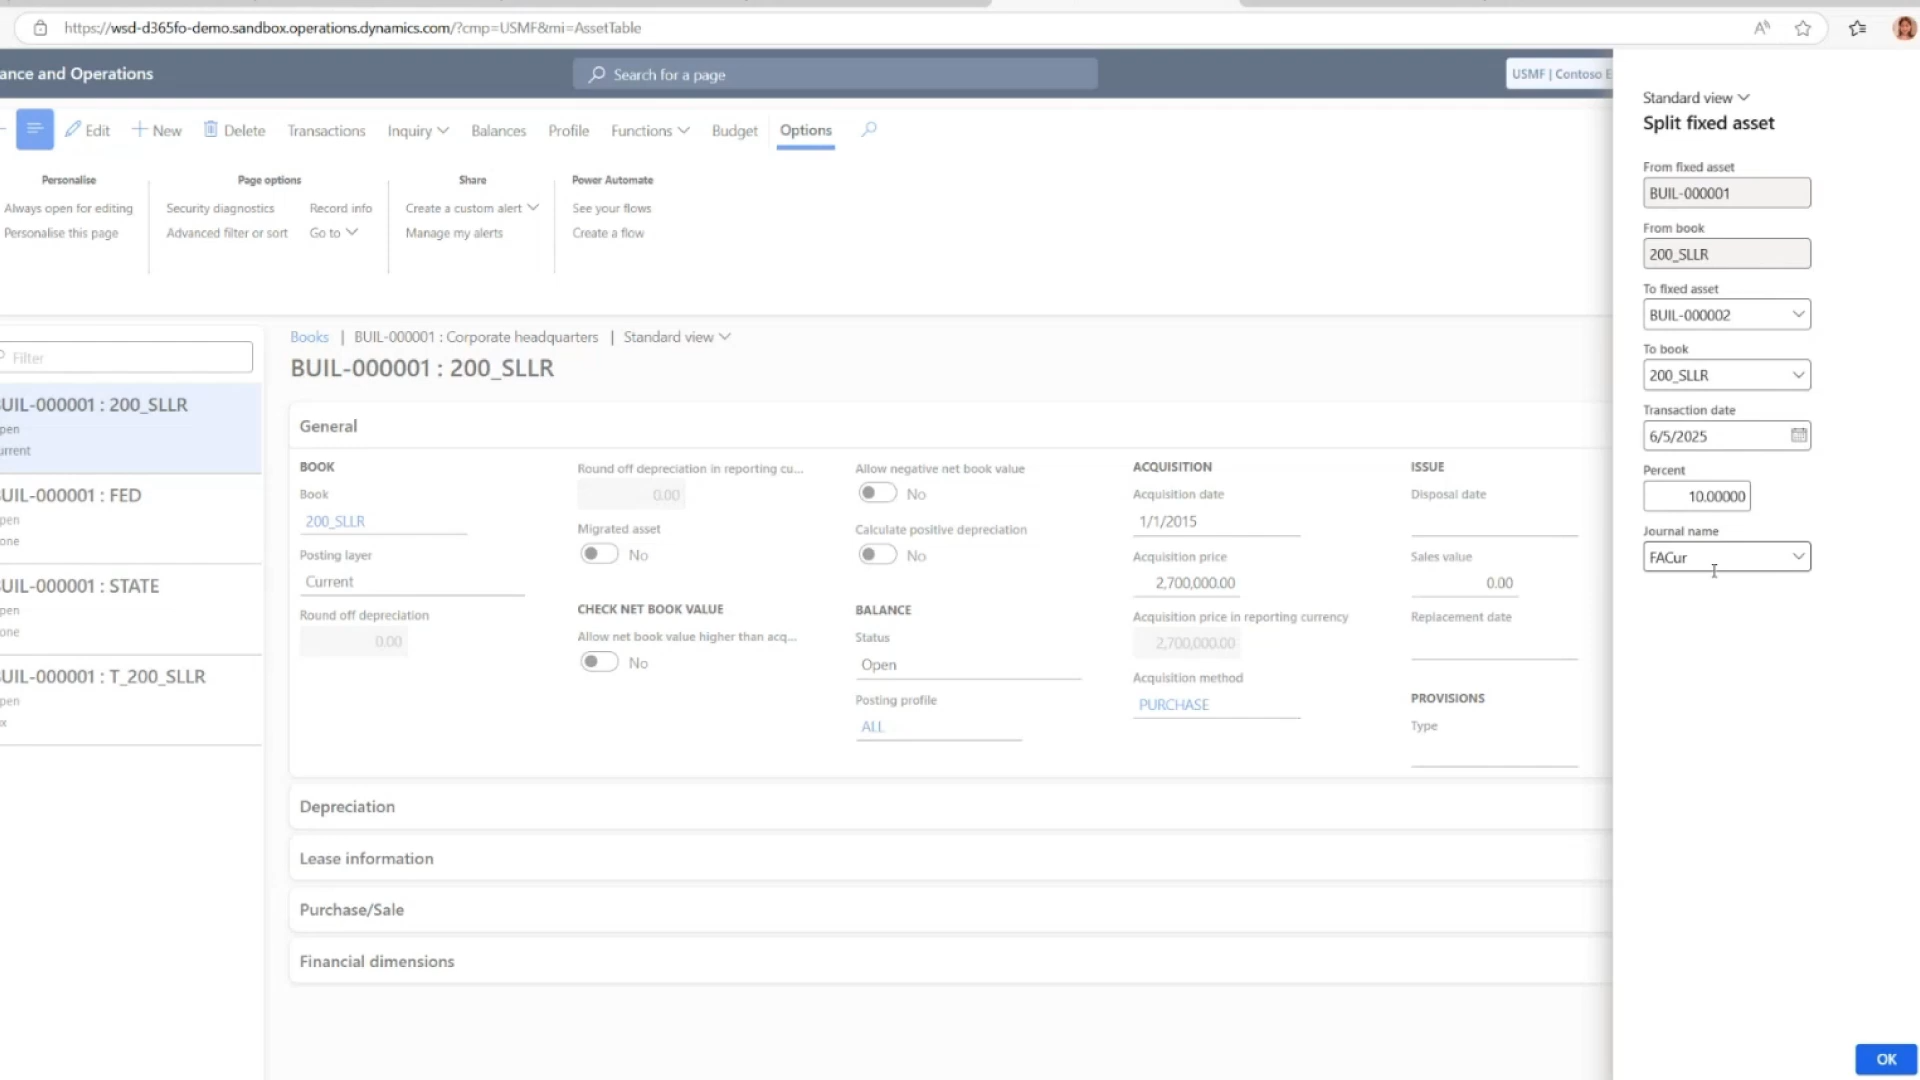 https://wsd-d365fo-demo.sandbox.operations.dynamics.com/?cmp=USMF&mi=AssetTable
ance and Operations
Search for a page
USMF | Contoso E
Edit New Delete Transactions Inquiry Balances Profile Functions Budget Options
Personalise
Always open for editing
Personalise this page
Page options
Security diagnostics Record info
Advanced filter or sort Go to
Share
Create a custom alert
Manage my alerts
Power Automate
See your flows
Create a flow
Filter
BUIL-000001 : 200_SLLR
pen
urrent
BUIL-000001 : FED
pen
one
BUIL-000001 : STATE
pen
one
BUIL-000001 : T_200_SLLR
pen
x
Books | BUIL-000001 : Corporate headquarters | Standard view
BUIL-000001 : 200_SLLR
General
BOOK
Book
200_SLLR
Posting layer
Current
Round off depreciation
0.00
Round off depreciation in reporting cu...
0.00
Migrated asset
No
CHECK NET BOOK VALUE
Allow net book value higher than acq...
No
Allow negative net book value
No
Calculate positive depreciation
No
BALANCE
Status
Open
Posting profile
ALL
ACQUISITION
Acquisition date
1/1/2015
Acquisition price
2,700,000.00
Acquisition price in reporting currency
2,700,000.00
Acquisition method
PURCHASE
ISSUE
Disposal date
Sales value
0.00
Replacement date
PROVISIONS
Type
Depreciation
Lease information
Purchase/Sale
Financial dimensions
Standard view
Split fixed asset
From fixed asset
BUIL-000001
From book
200_SLLR
To fixed asset
BUIL-000002
To book
200_SLLR
Transaction date
6/5/2025
Percent
10.00000
Journal name
FACur
OK